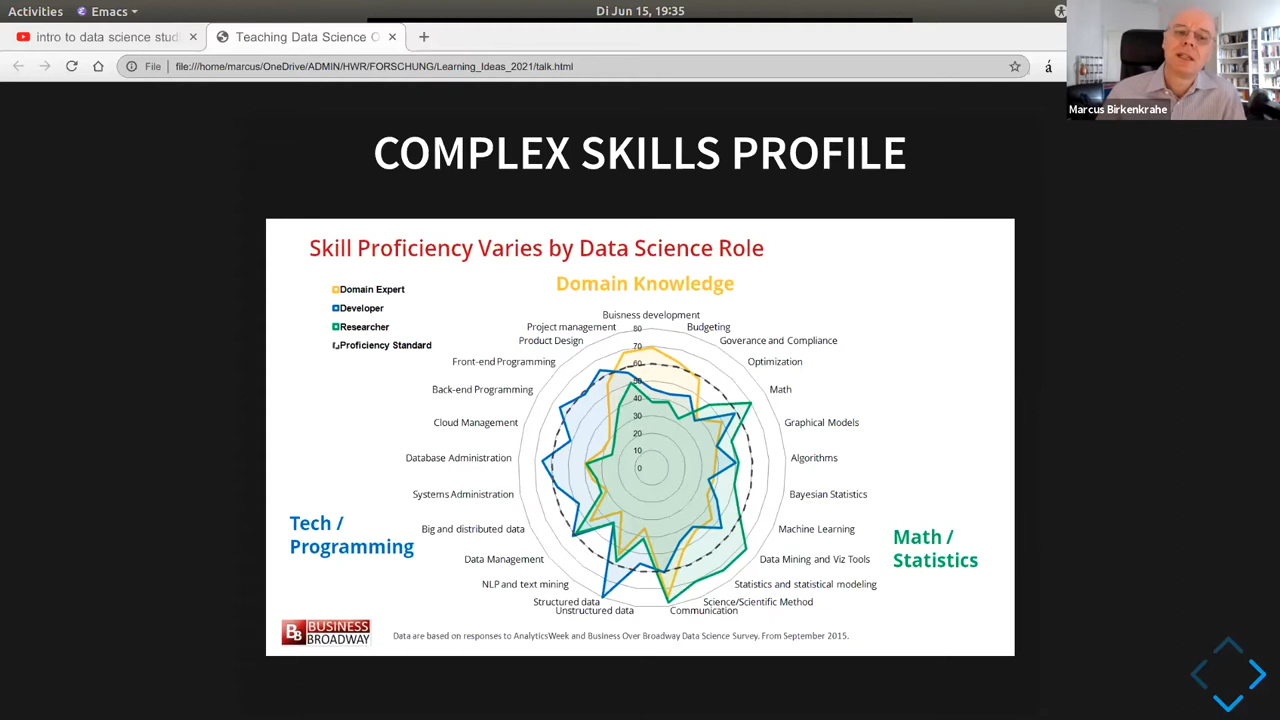 Activities Emacs Di Jun 15, 19:35
intro to data science stud × Teaching Data Science O × +
File file:///home/marcus/OneDrive/ADMIN/HWR/FORSCHUNG/Learning_Ideas_2021/talk.html á
Marcus Birkenkrahe
COMPLEX SKILLS PROFILE
Skill Proficiency Varies by Data Science Role
Domain Knowledge
Domain Expert
Developer
Researcher
Proficiency Standard
Buisness development
Project management
Budgeting
Product Design
Goverance and Compliance
Front-end Programming
Optimization
Back-end Programming
Math
Cloud Management
Graphical Models
Database Administration
Algorithms
Systems Administration
Bayesian Statistics
Big and distributed data
Machine Learning
Data Management
Data Mining and Viz Tools
NLP and text mining
Statistics and statistical modeling
Structured data
Science/Scientific Method
Unstructured data
Communication
80
70
60
50
40
30
20
10
0
Tech /
Programming
Math /
Statistics
BB BUSINESS
BROADWAY
Data are based on responses to AnalyticsWeek and Business Over Broadway Data Science Survey. From September 2015.